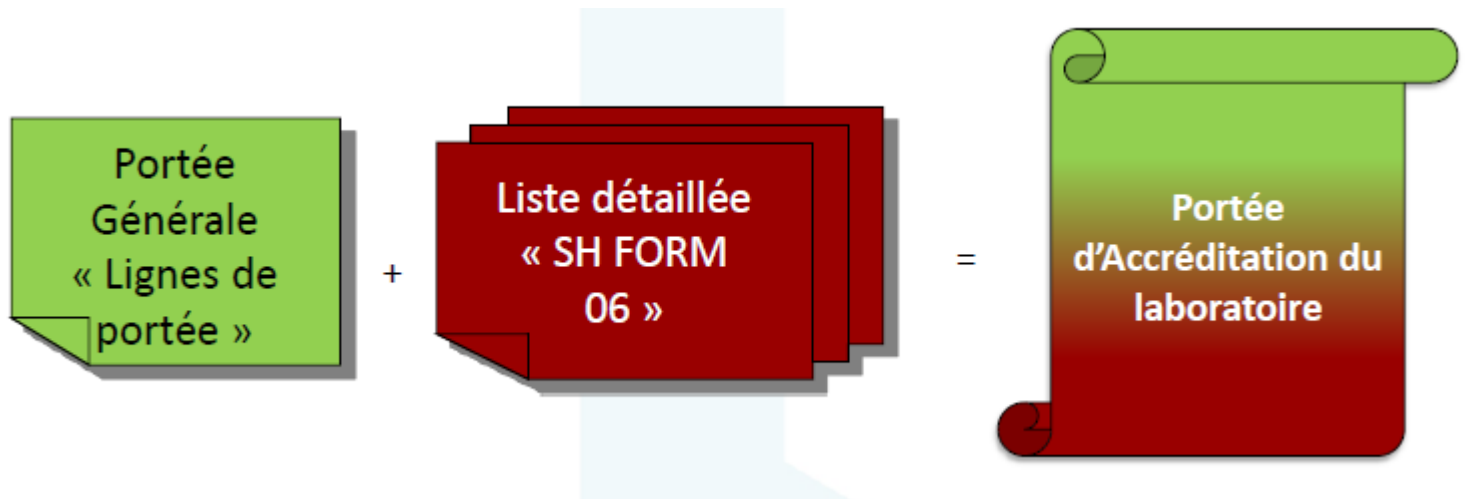 Portée
Générale
« Lignes de
portée »
+
Liste détaillée
« SH FORM
06 »
=
Portée
d'Accréditation du
laboratoire